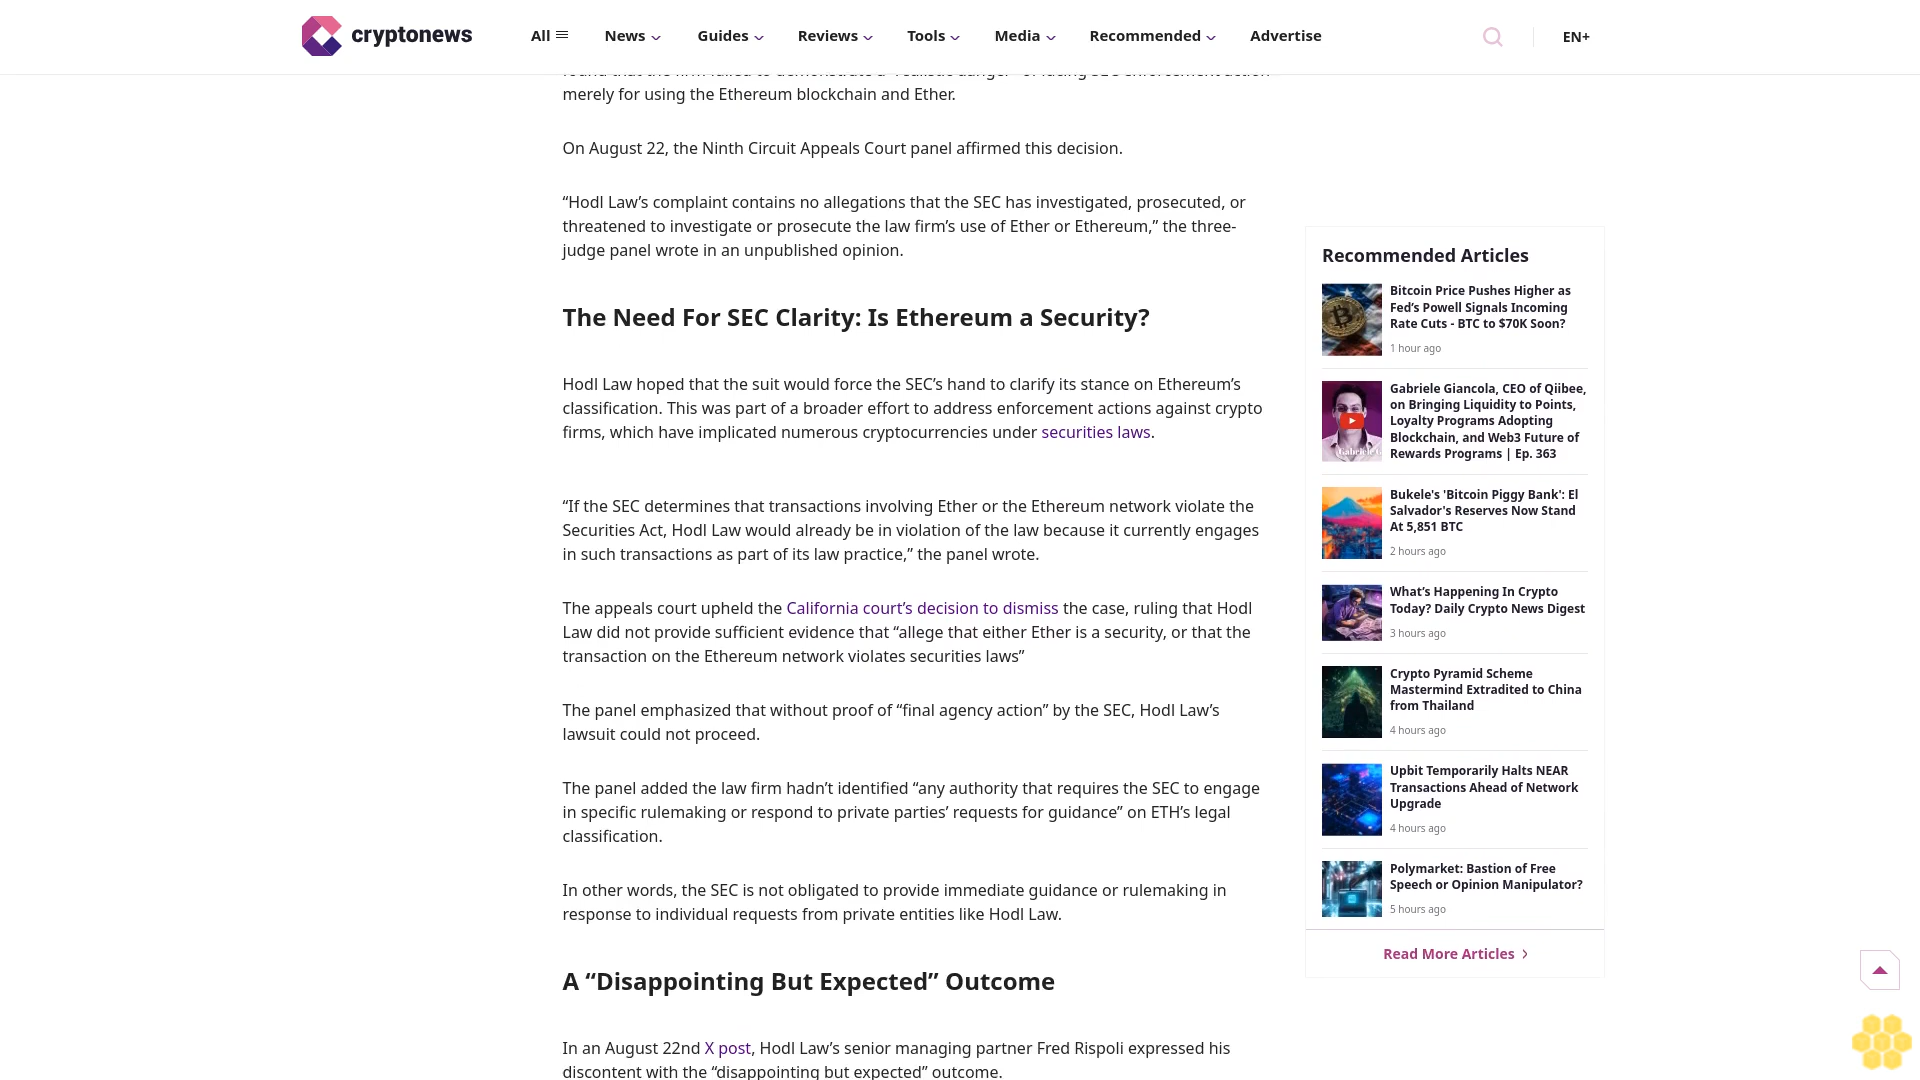 cryptonews
All
News
Guides
Reviews
Tools
Media
Recommended
Advertise
EN+
found that the firm failed to demonstrate a “realistic danger” of facing SEC enforcement action
merely for using the Ethereum blockchain and Ether.
On August 22, the Ninth Circuit Appeals Court panel affirmed this decision.
“Hodl Law’s complaint contains no allegations that the SEC has investigated, prosecuted, or
threatened to investigate or prosecute the law firm’s use of Ether or Ethereum,” the three-
judge panel wrote in an unpublished opinion.
The Need For SEC Clarity: Is Ethereum a Security?
Hodl Law hoped that the suit would force the SEC’s hand to clarify its stance on Ethereum’s
classification. This was part of a broader effort to address enforcement actions against crypto
firms, which have implicated numerous cryptocurrencies under securities laws.
“If the SEC determines that transactions involving Ether or the Ethereum network violate the
Securities Act, Hodl Law would already be in violation of the law because it currently engages
in such transactions as part of its law practice,” the panel wrote.
The appeals court upheld the California court’s decision to dismiss the case, ruling that Hodl
Law did not provide sufficient evidence that “allege that either Ether is a security, or that the
transaction on the Ethereum network violates securities laws”
The panel emphasized that without proof of “final agency action” by the SEC, Hodl Law’s
lawsuit could not proceed.
The panel added the law firm hadn’t identified “any authority that requires the SEC to engage
in specific rulemaking or respond to private parties’ requests for guidance” on ETH’s legal
classification.
In other words, the SEC is not obligated to provide immediate guidance or rulemaking in
response to individual requests from private entities like Hodl Law.
A “Disappointing But Expected” Outcome
In an August 22nd X post, Hodl Law’s senior managing partner Fred Rispoli expressed his
discontent with the “disappointing but expected” outcome.
Recommended Articles
Bitcoin Price Pushes Higher as
Fed’s Powell Signals Incoming
Rate Cuts - BTC to $70K Soon?
1 hour ago
Gabriele Giancola, CEO of Qiibee,
on Bringing Liquidity to Points,
Loyalty Programs Adopting
Blockchain, and Web3 Future of
Rewards Programs | Ep. 363
Bukele's 'Bitcoin Piggy Bank': El
Salvador's Reserves Now Stand
At 5,851 BTC
2 hours ago
What’s Happening In Crypto
Today? Daily Crypto News Digest
3 hours ago
Crypto Pyramid Scheme
Mastermind Extradited to China
from Thailand
4 hours ago
Upbit Temporarily Halts NEAR
Transactions Ahead of Network
Upgrade
4 hours ago
Polymarket: Bastion of Free
Speech or Opinion Manipulator?
5 hours ago
Read More Articles